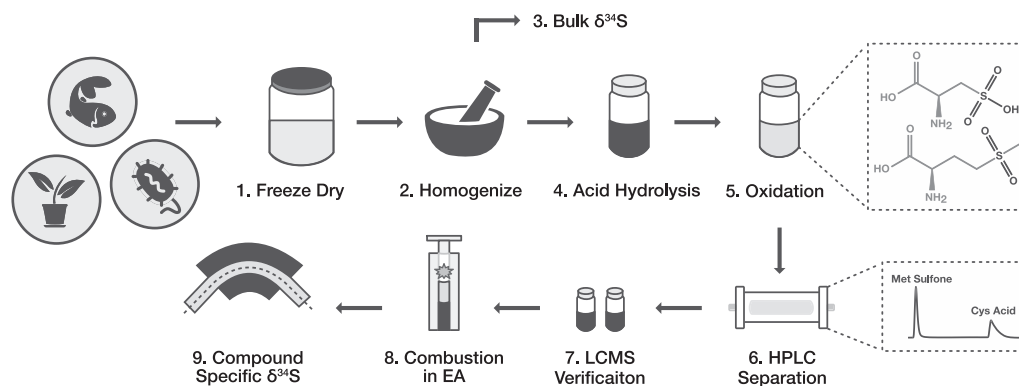 3. Bulk δ³⁴S
1. Freeze Dry
2. Homogenize
4. Acid Hydrolysis
5. Oxidation
O
HO
NH₂
O
S
O
OH
O
HO
NH₂
O
S
O
9. Compound
Specific δ³⁴S
8. Combustion
in EA
7. LCMS
Verificaiton
6. HPLC
Separation
Met Sulfone
Cys Acid